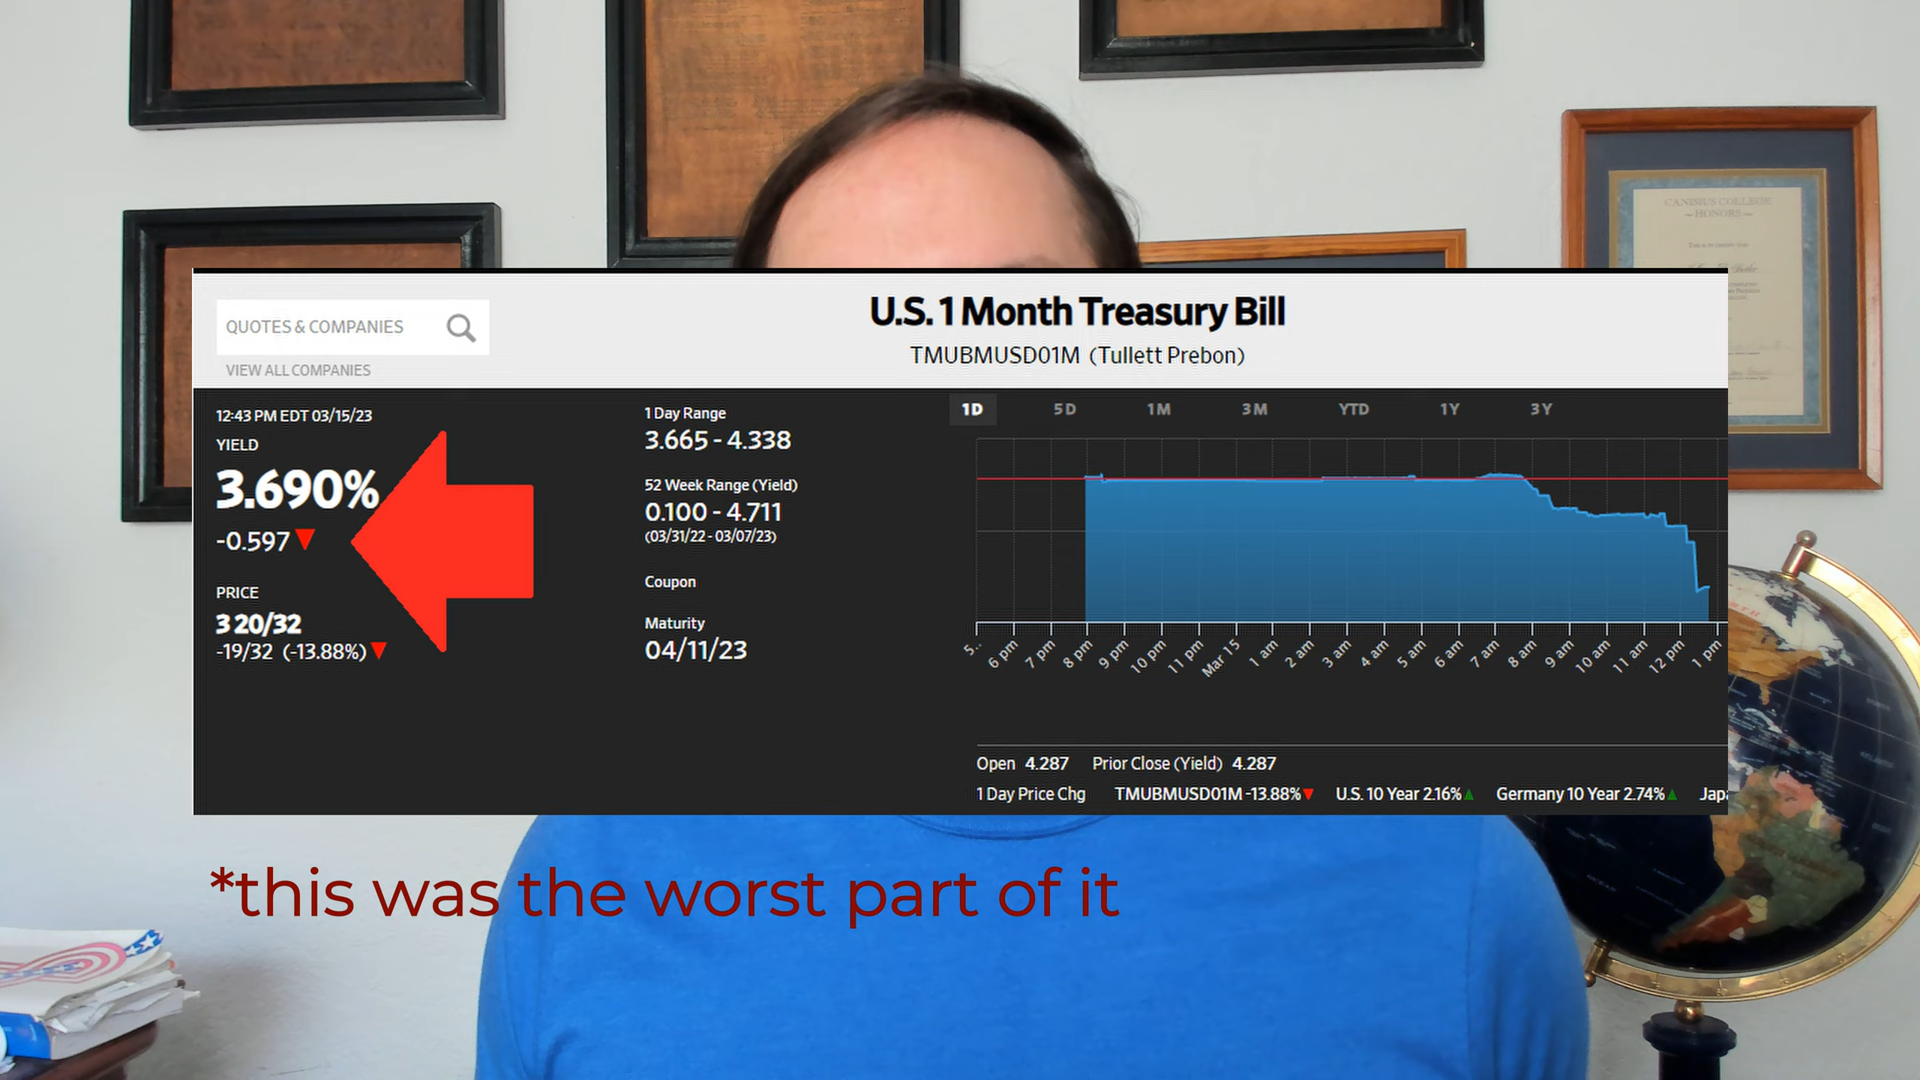 CANISIUS COLLEGE
HONORS
QUOTES & COMPANIES
VIEW ALL COMPANIES
U.S. 1 Month Treasury Bill
TMUBMUSD01M (Tullett Prebon)
12:43 PM EDT 03/15/23
YIELD
3.690%
-0.597
PRICE
3 20/32
-19/32 (-13.88%)
1 Day Range
3.665 - 4.338
52 Week Range (Yield)
0.100 - 4.711
(03/31/22 - 03/07/23)
Coupon
Maturity
04/11/23
1D 5D 1M 3M YTD 1Y 3Y
5.. 6 pm 7 pm 8 pm 9 pm 10 pm 11 pm Mar 15 1 am 2 am 3 am 4 am 5 am 6 am 7 am 8 am 9 am 10 am 11 am 12 pm 1 pm
Open 4.287 Prior Close (Yield) 4.287
1 Day Price Chg TMUBMUSD01M -13.88% U.S. 10 Year 2.16% Germany 10 Year 2.74% Japa
*this was the worst part of it